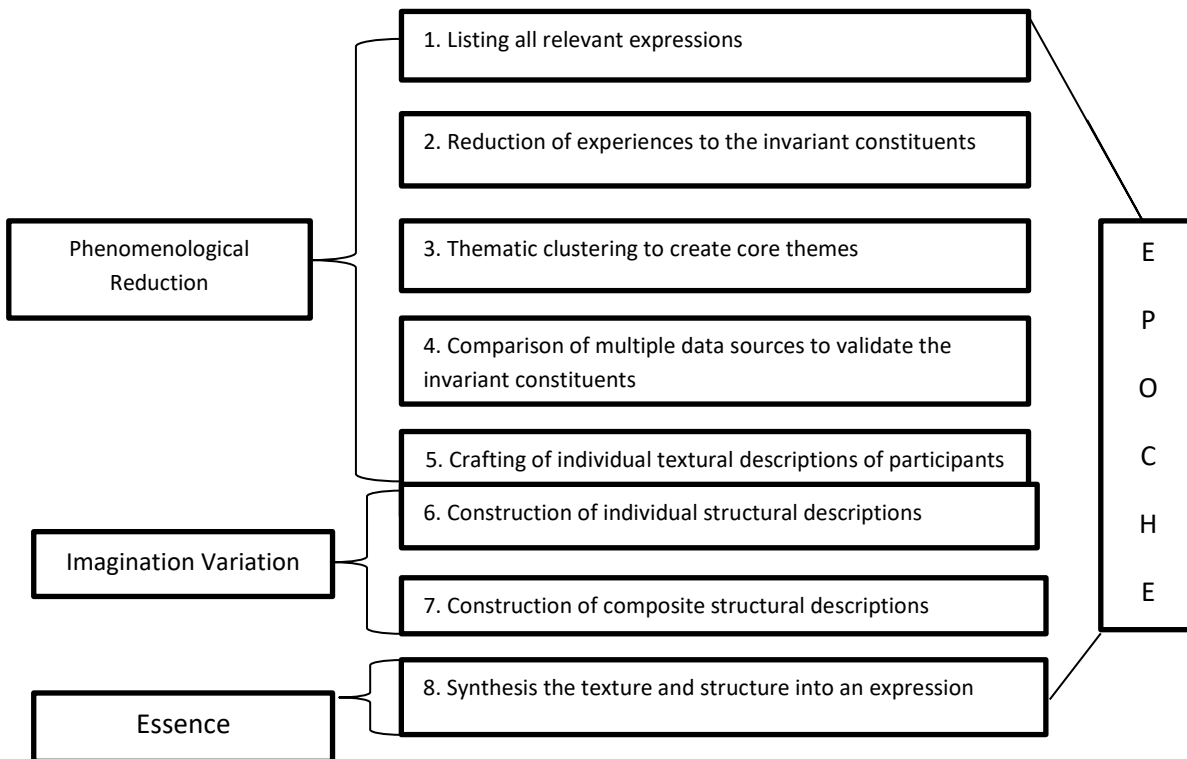 1. Listing all relevant expressions
2. Reduction of experiences to the invariant constituents
Phenomenological
Reduction
3. Thematic clustering to create core themes
4. Comparison of multiple data sources to validate the
invariant constituents
5. Crafting of individual textural descriptions of participants
Imagination Variation
6. Construction of individual structural descriptions
7. Construction of composite structural descriptions
Essence
8. Synthesis the texture and structure into an expression
E
P
O
C
H
E